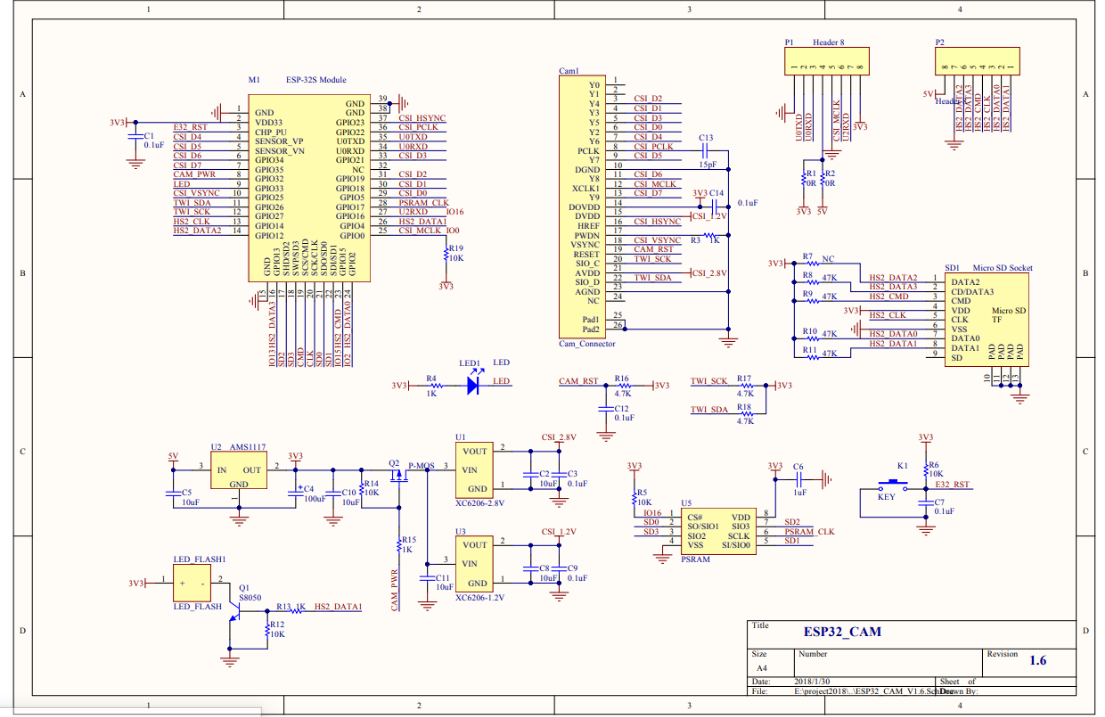 1 2 3 4
A
B
C
D
M1 ESP-32S Module
1 GND
2 VDD33
3 CHP_PU
4 SENSOR_VP
5 SENSOR_VN
6 GPIO34
7 GPIO35
8 GPIO32
9 GPIO33
10 GPIO25
11 GPIO26
12 GPIO27
13 GPIO14
14 GPIO12
3V3
C1
0.1uF
E32_RST
CSI_D4
CSI_D5
CSI_D6
CSI_D7
CAM_PWR
LED
CSI_VSYNC
TWI_SDA
TWI_SCK
HS2_CLK
HS2_DATA2
GND 39
GND 38
GPIO23 37 CSI_HSYNC
GPIO22 36 CSI_PCLK
U0TXD 35 U0TXD
U0RXD 34 U0RXD
GPIO21 33 CSI_D3
NC 32
GPIO19 31 CSI_D2
GPIO18 30 CSI_D1
GPIO5 29 CSI_D0
GPIO17 28 PSRAM_CLK
GPIO16 27 U2RXD IO16
GPIO4 26 HS2_DATA1
GPIO0 25 CSI_MCLK IO0
R19
10K
3V3
GND
GPIO13
SHD/SD2
SWP/SD3
SCS/CMD
SCK/CLK
SDO/SD0
SDI/SD1
GPIO15
GPIO2
15 16 17 18 19 20 21 22 23 24
IO13 HS2_DATA3
SD2
SD3
CMD
CLK
SD0
SD1
IO15 HS2_CMD
IO2 HS2_DATA0
Cam1
Y0 1
Y1 2
Y4 3 CSI_D2
Y3 4 CSI_D1
Y5 5 CSI_D3
Y2 6 CSI_D0
Y6 7 CSI_D4
PCLK 8 CSI_PCLK
Y7 9 CSI_D5
DGND 10
Y8 11 CSI_D6
XCLK1 12 CSI_MCLK
Y9 13 CSI_D7
DOVDD 14
DVDD 15 CSI_1.2V
HREF 16 CSI_HSYNC
PWDN 17
VSYNC 18 CSI_VSYNC
RESET 19 CAM_RST
SIO_C 20 TWI_SCK
AVDD 21 CSI_2.8V
SIO_D 22 TWI_SDA
AGND 23
NC 24
Pad1 25
Pad2 26
Cam_Connector
C13
15pF
3V3
C14
0.1uF
R3 1K
P1 Header 8
1 2 3 4 5 6 7 8
U0TXD
U0RXD
CSI_MCLK
U2RXD
3V3
R1
0R
R2
0R
3V3 5V
P2
8 7 6 5 4 3 2 1
5V
HS2_DATA2
HS2_DATA3
HS2_CMD
HS2_CLK
HS2_DATA0
HS2_DATA1
3V3
R7 NC
R8 47K
R9 47K
R10 47K
R11 47K
SD1 Micro SD Socket
HS2_DATA2 1 DATA2
HS2_DATA3 2 CD/DATA3
HS2_CMD 3 CMD
3V3 4 VDD
HS2_CLK 5 CLK
6 VSS
HS2_DATA0 7 DATA0
HS2_DATA1 8 DATA1
9 SD
Micro SD
TF
PAD PAD PAD PAD
10 11 12 13
3V3
R4
1K
LED1 LED
LED
CAM_RST
R16
4.7K
3V3
C12
0.1uF
TWI_SCK
R17
4.7K
3V3
TWI_SDA
R18
4.7K
U2 AMS1117
5V
3 IN OUT 2
GND
1
3V3
C5
10uF
C4
100uF
C10
10uF
R14
10K
Q2 P-MOS
R15
1K
CAM_PWR
U1
VOUT 2
3 VIN
GND 1
XC6206-2.8V
CSI_2.8V
C2
10uF
C3
0.1uF
U3
VOUT 2
3 VIN
GND 1
XC6206-1.2V
CSI_1.2V
C8
10uF
C9
0.1uF
C11
10uF
LED_FLASH1
3V3 1 + - 2
LED_FLASH
Q1
S8050
R13 1K HS2_DATA1
R12
10K
3V3
R5
10K
U5
IO16 1 CS#
SD0 2 SO/SIO1
SD3 3 SIO2
4 VSS
VDD 8
SIO3 7 SD2
SCLK 6 PSRAM_CLK
SI/SIO0 5 SD1
PSRAM
3V3
C6
1uF
3V3
R6
10K
K1
KEY
E32_RST
C7
0.1uF
Title
ESP32_CAM
Size
A4
Number
Revision
1.6
Date: 2018/1/30 Sheet of
File: E:\project2018\..\ESP32_CAM_V1.6.SchDoc Drawn By:
1 2 3 4
A
B
C
D